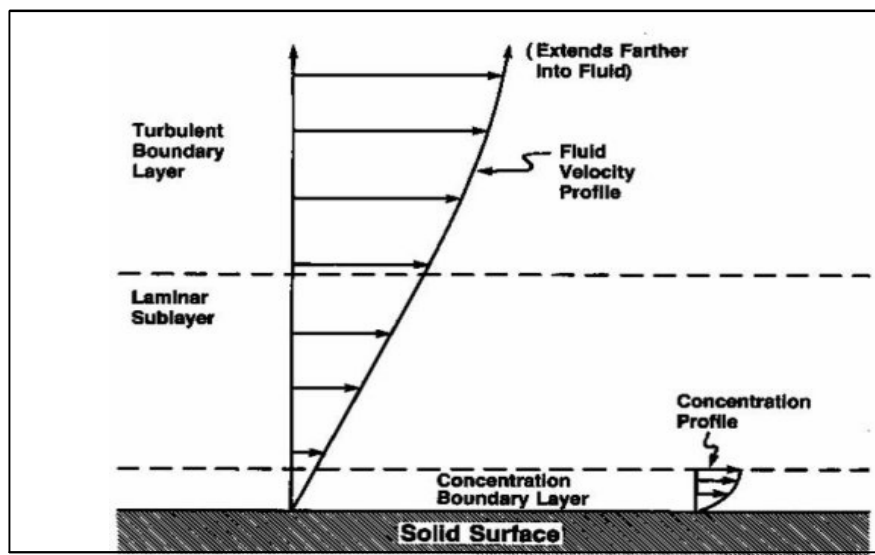 (Extends Farther
Into Fluid)
Turbulent
Boundary
Layer
Fluid
Velocity
Profile
Laminar
Sublayer
Concentration
Profile
Concentration
Boundary Layer
Solid Surface